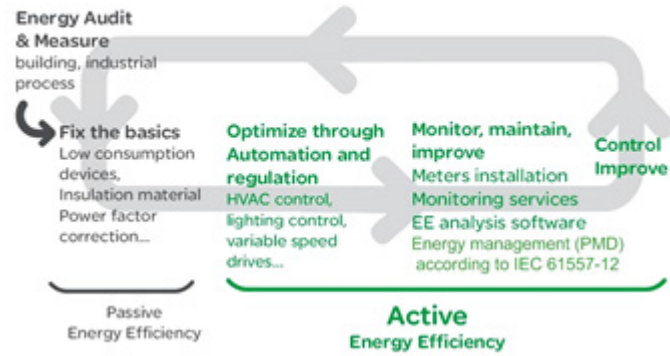 Energy Audit
& Measure
building, industrial
process
Fix the basics
Low consumption
devices,
Insulation material
Power factor
correction...
Optimize through
Automation and
regulation
HVAC control,
lighting control,
variable speed
drives...
Monitor, maintain,
improve
Meters installation
Monitoring services
EE analysis software
Energy management (PMD)
according to IEC 61557-12
Control
Improve
Passive
Energy Efficiency
Active
Energy Efficiency